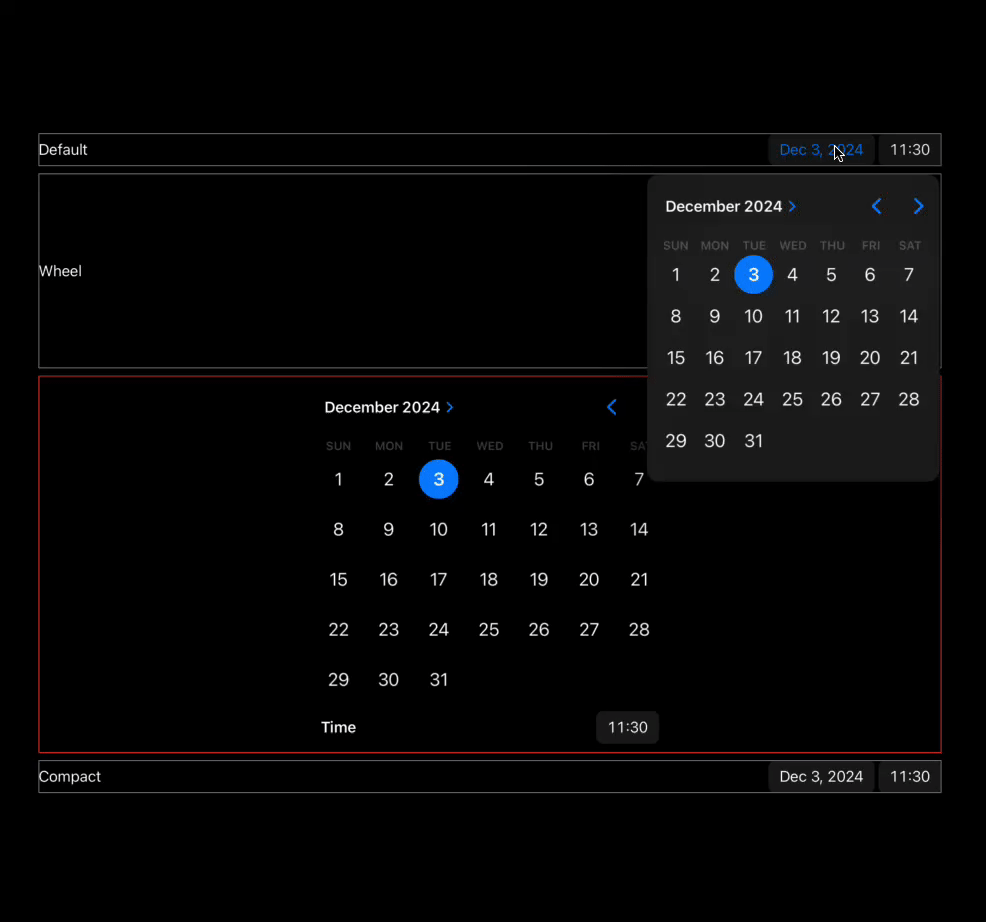 Default Dec 3, 2024 11:30
December 2024
SUN MON TUE WED THU FRI SAT
1 2 3 4 5 6 7
8 9 10 11 12 13 14
15 16 17 18 19 20 21
22 23 24 25 26 27 28
29 30 31
Wheel
December 2024
SUN MON TUE WED THU FRI SA
1 2 3 4 5 6 7
8 9 10 11 12 13 14
15 16 17 18 19 20 21
22 23 24 25 26 27 28
29 30 31
Time 11:30
Compact Dec 3, 2024 11:30